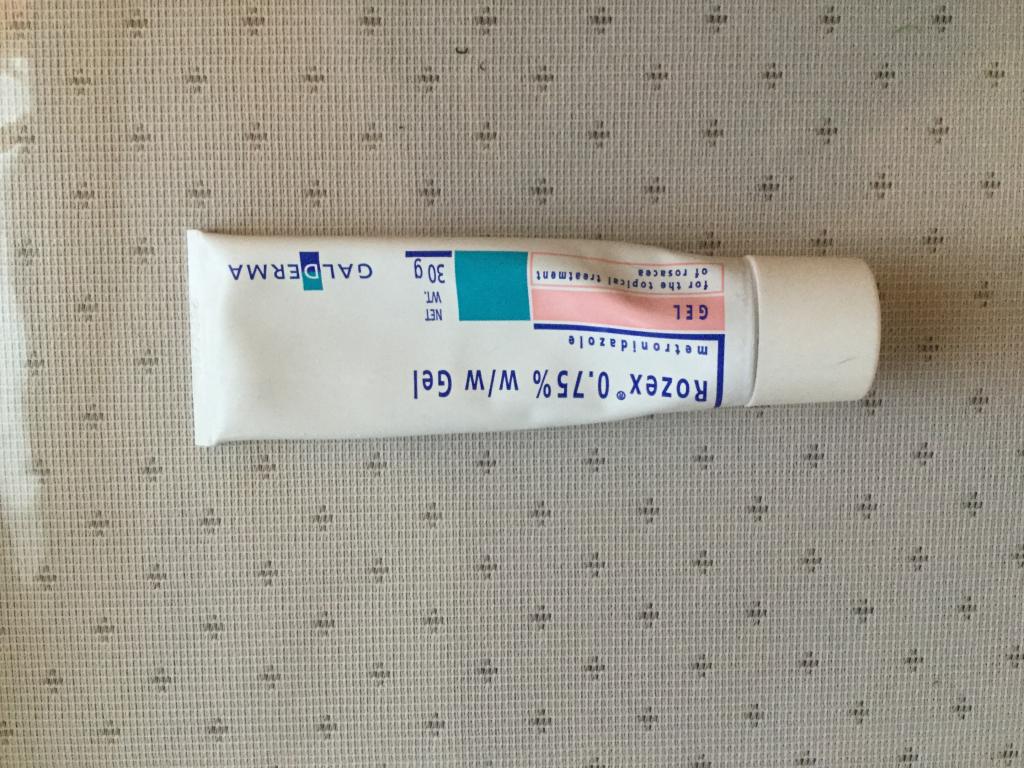 Rozex® 0.75% w/w Gel
metronidazole
GEL
for the topical treatment
of rosacea
NET
WT.
30 g
GALDERMA